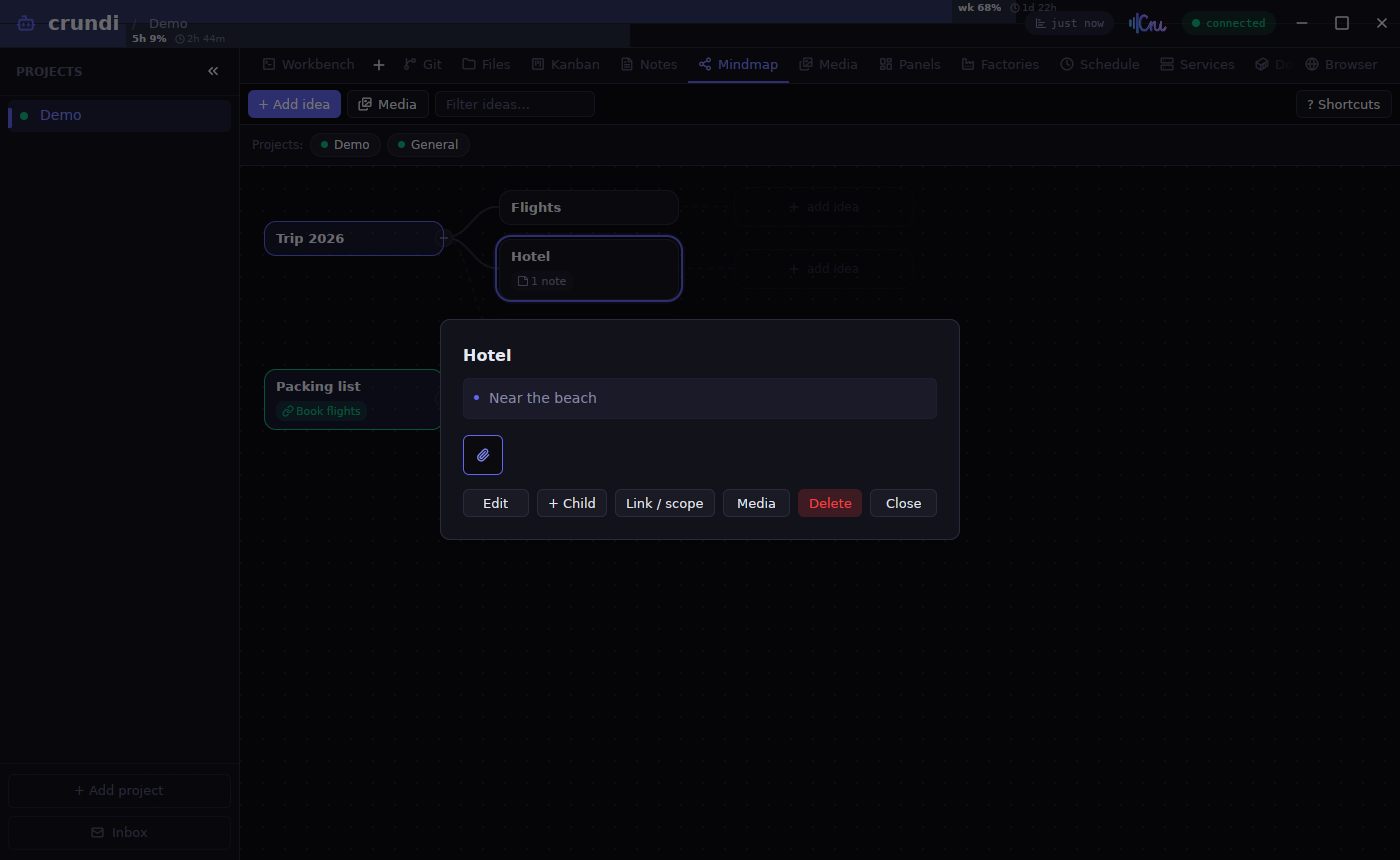 wk 68% 1d 22h
crundi / Demo
just now
Cru
connected
5h 9% 2h 44m
PROJECTS
Workbench
Git
Files
Kanban
Notes
Mindmap
Media
Panels
Factories
Schedule
Services
Browser
Demo
+ Add idea
Media
Filter ideas...
? Shortcuts
Projects:
Demo
General
Flights
+ add idea
Trip 2026
Hotel
1 note
+ add idea
Packing list
Book flights
Hotel
Near the beach
Edit
+ Child
Link / scope
Media
Delete
Close
+ Add project
Inbox